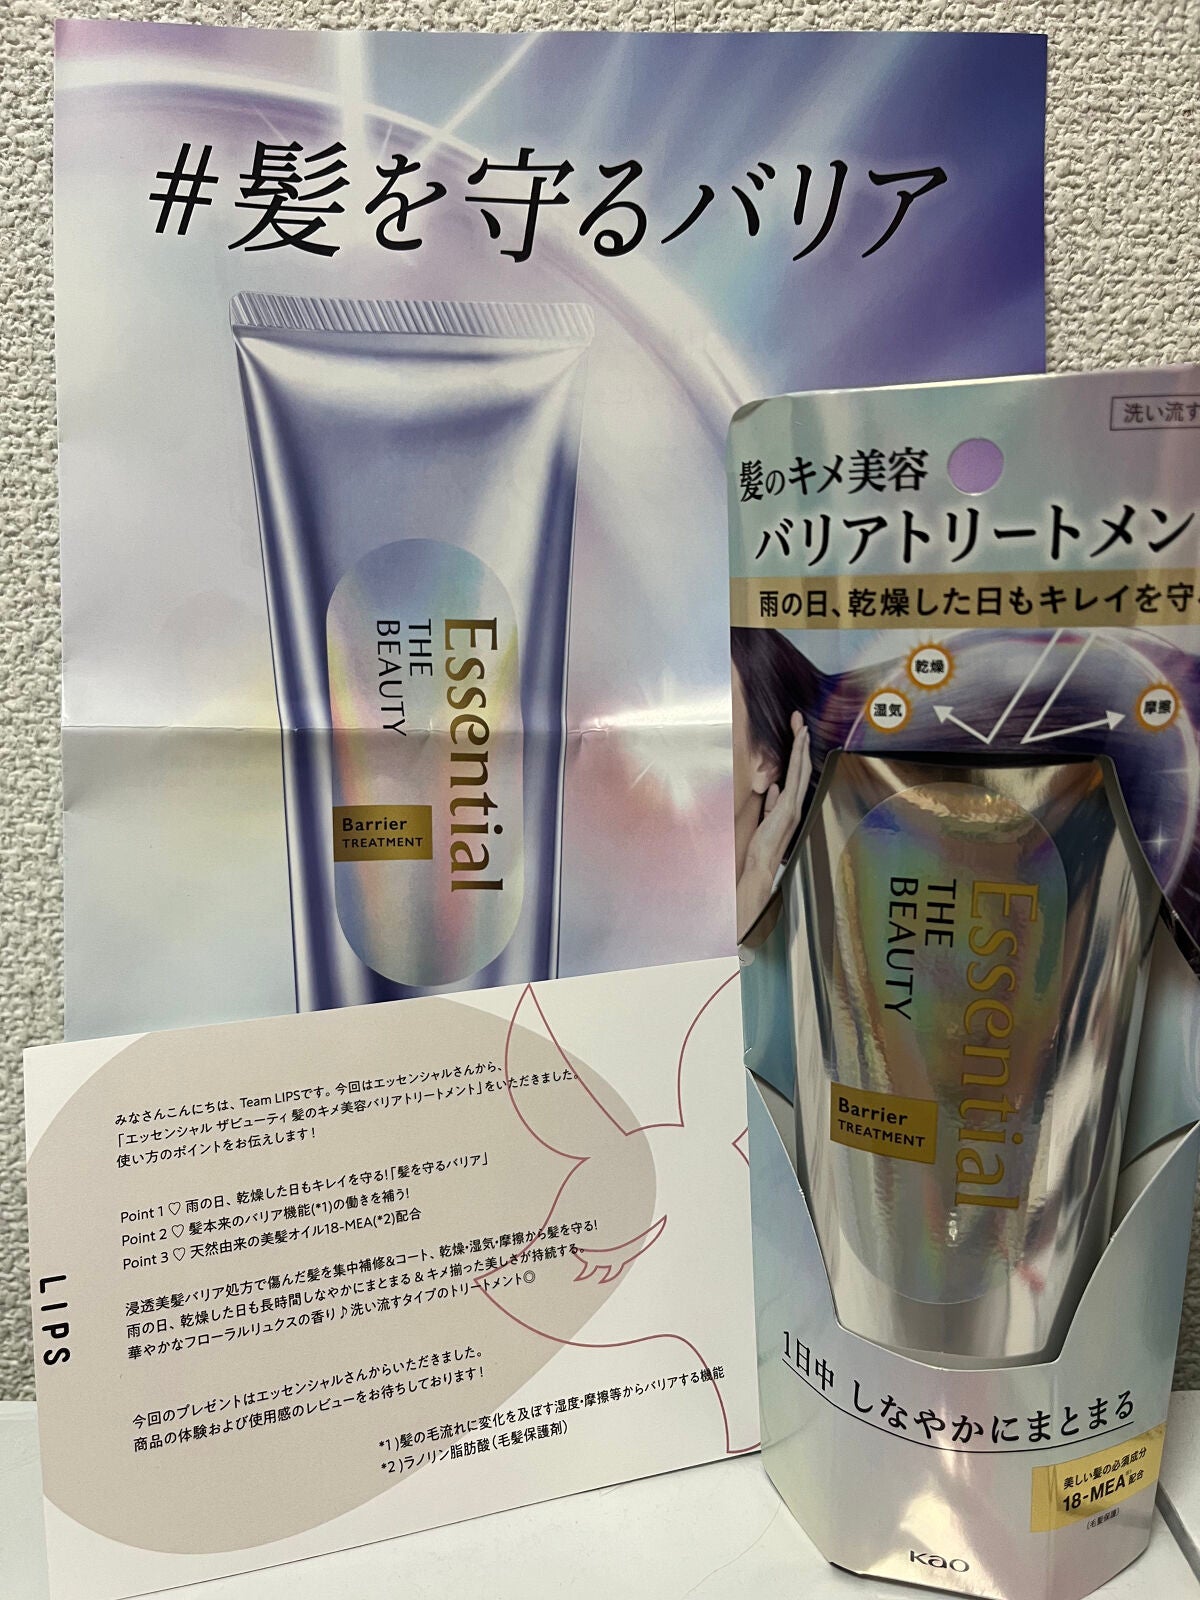 #髪を守るバリア
Essential
THE
BEAUTY
Barrier
TREATMENT
洗い流す
髪のキメ美容
バリアトリートメン
雨の日、乾燥した日もキレイを守
乾燥
湿気
摩擦
Essential
THE
BEAUTY
Barrier
TREATMENT
1日中 しなやかにまとまる
美しい髪の必須成分
18-MEA*¹配合
(毛髪保護)
Kao
LIPS
みなさんこんにちは、Team LIPSです。今回はエッセンシャルさんから、
「エッセンシャル ザビューティ 髪のキメ美容バリアトリートメント」をいただきました。
使い方のポイントをお伝えします!
Point 1 ♡ 雨の日、乾燥した日もキレイを守る!「髪を守るバリア」
Point 2 ♡ 髪本来のバリア機能(*1)の働きを補う!
Point 3 ♡ 天然由来の美髪オイル18-MEA(*2)配合
浸透美髪バリア処方で傷んだ髪を集中補修&コート、乾燥・湿気・摩擦から髪を守る!
雨の日、乾燥した日も長時間しなやかにまとまる & キメ揃った美しさが持続する。
華やかなフローラルリュクスの香り♪洗い流すタイプのトリートメント◎
今回のプレゼントはエッセンシャルさんからいただきました。
商品の体験および使用感のレビューをお待ちしております!
*1)髪の毛流れに変化を及ぼす湿度・摩擦等からバリアする機能
*2)ラノリン脂肪酸(毛髪保護剤)